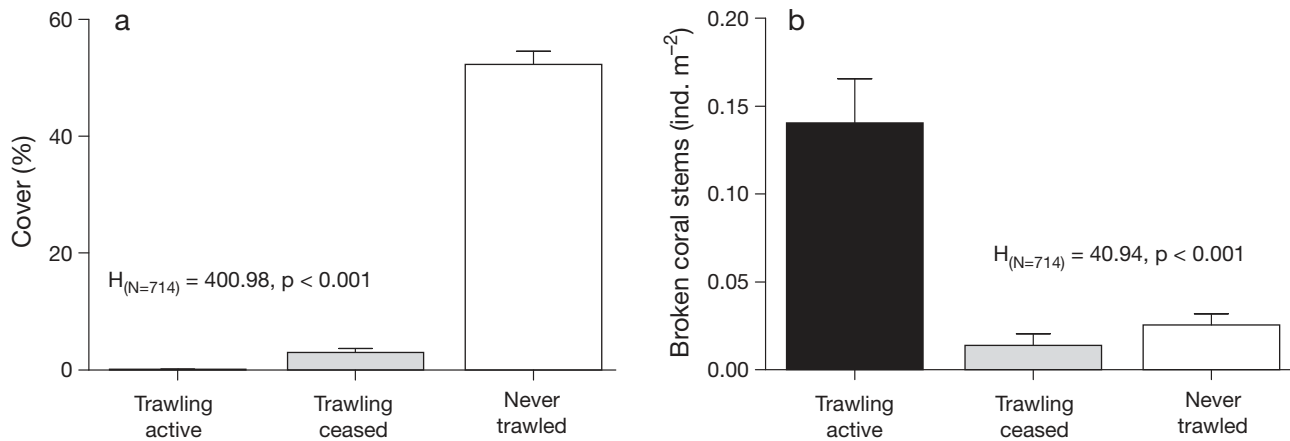 a
60
40
20
0
Cover (%)
H(N=714) = 400.98, p < 0.001
Trawling
active
Trawling
ceased
Never
trawled
b
0.20
0.15
0.10
0.05
0.00
Broken coral stems (ind. m−2)
H(N=714) = 40.94, p < 0.001
Trawling
active
Trawling
ceased
Never
trawled